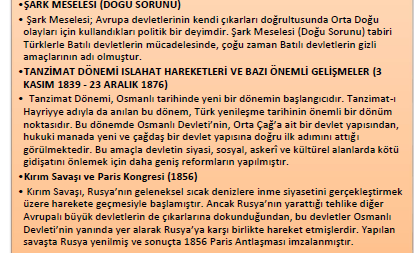 •ŞARK MESELESİ (DOĞU SORUNU)
• Şark Meselesi; Avrupa devletlerinin kendi çıkarları doğrultusunda Orta Doğu
olayları için kullandıkları politik bir deyimdir. Şark Meselesi (Doğu Sorunu) tabiri
Türklerle Batılı devletlerin mücadelesinde, çoğu zaman Batılı devletlerin gizli
amaçlarının adı olmuştur.
•TANZİMAT DÖNEMİ ISLAHAT HAREKETLERİ VE BAZI ÖNEMLİ GELİŞMELER (3
KASIM 1839 - 23 ARALIK 1876)
• Tanzimat Dönemi, Osmanlı tarihinde yeni bir dönemin başlangıcıdır. Tanzimat-ı
Hayriyye adıyla da anılan bu dönem, Türk yenileşme tarihinin önemli bir dönüm
noktasıdır. Bu dönemde Osmanlı Devleti'nin, Orta Çağ'a ait bir devlet yapısından,
hukuki manada yeni ve çağdaş bir devlet yapısına doğru ilk adımını attığı
görülmektedir. Bu amaçla devletin siyasi, sosyal, askerî ve kültürel alanlarda kötü
gidişatını önlemek için daha geniş reformların yapılmıştır.
•Kırım Savaşı ve Paris Kongresi (1856)
• Kırım Savaşı, Rusya'nın geleneksel sıcak denizlere inme siyasetini gerçekleştirmek
üzere harekete geçmesiyle başlamıştır. Ancak Rusya'nın yarattığı tehlike diğer
Avrupalı büyük devletlerin de çıkarlarına dokunduğundan, bu devletler Osmanlı
Devleti'nin yanında yer alarak Rusya'ya karşı birlikte hareket etmişlerdir. Yapılan
savaşta Rusya yenilmiş ve sonuçta 1856 Paris Antlaşması imzalanmıştır.